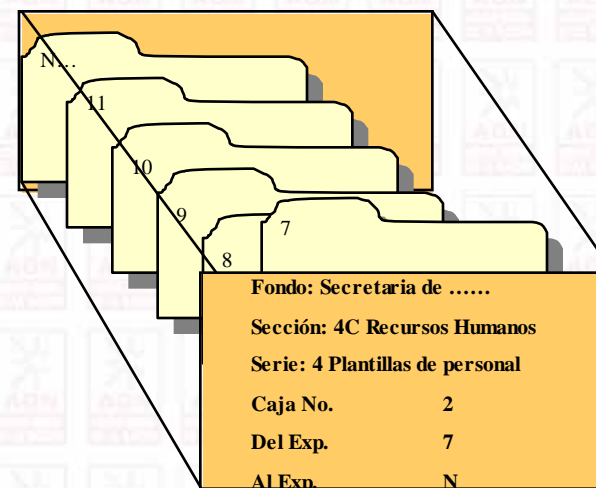 N…
11
10
9
8
7
Fondo: Secretaria de ……
Sección: 4C Recursos Humanos
Serie: 4 Plantillas de personal
Caja No. 2
Del Exp. 7
Al Exp. N